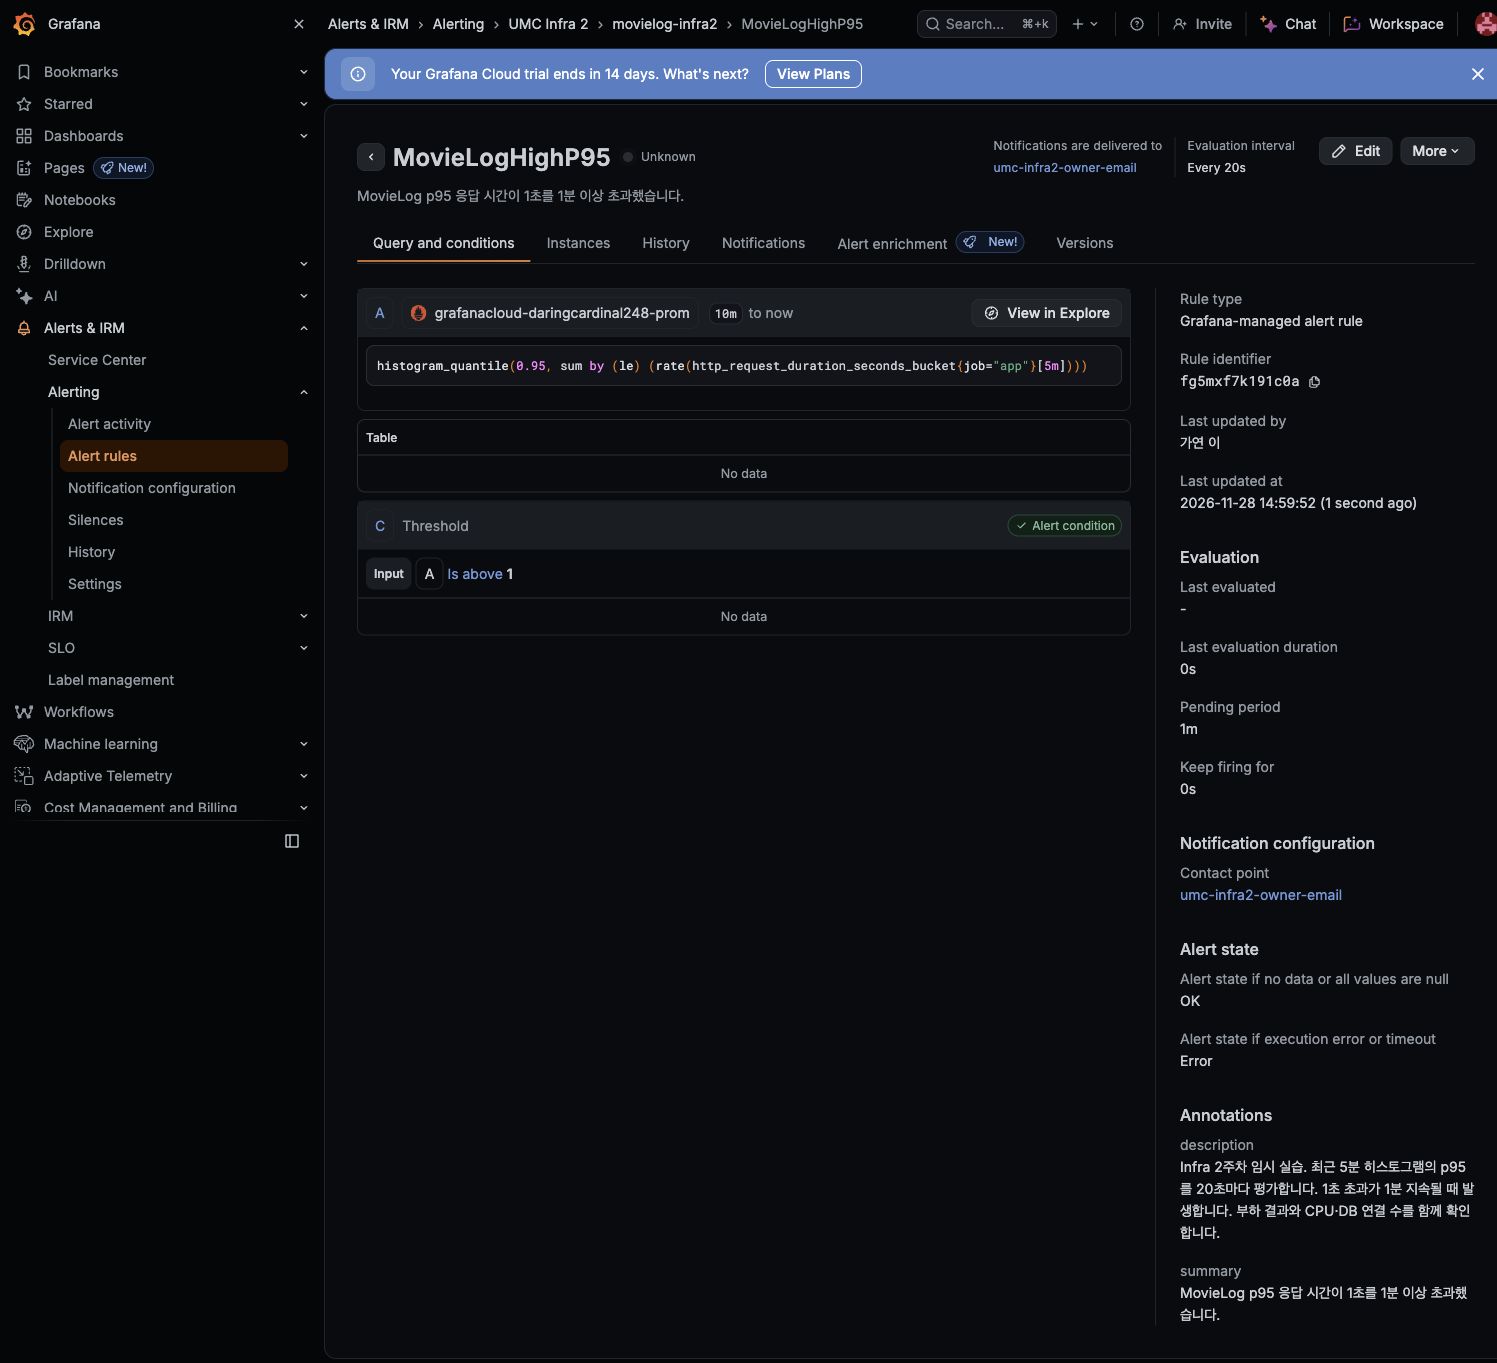 Grafana
Alerts & IRM › Alerting › UMC Infra 2 › movielog-infra2 › MovieLogHighP95
Search... ⌘+k
Invite
Chat
Workspace
Bookmarks
Starred
Dashboards
Pages New!
Notebooks
Explore
Drilldown
AI
Alerts & IRM
Service Center
Alerting
Alert activity
Alert rules
Notification configuration
Silences
History
Settings
IRM
SLO
Label management
Workflows
Machine learning
Adaptive Telemetry
Cost Management and Billing
Your Grafana Cloud trial ends in 14 days. What's next? View Plans
MovieLogHighP95 Unknown
Notifications are delivered to
umc-infra2-owner-email
Evaluation interval
Every 20s
Edit
More
MovieLog p95 응답 시간이 1초를 1분 이상 초과했습니다.
Query and conditions
Instances
History
Notifications
Alert enrichment New!
Versions
A grafanacloud-daringcardinal248-prom 10m to now View in Explore
histogram_quantile(0.95, sum by (le) (rate(http_request_duration_seconds_bucket{job="app"}[5m])))
Table
No data
C Threshold Alert condition
Input A Is above 1
No data
Rule type
Grafana-managed alert rule
Rule identifier
fg5mxf7k191c0a
Last updated by
가연 이
Last updated at
2026-11-28 14:59:52 (1 second ago)
Evaluation
Last evaluated
-
Last evaluation duration
0s
Pending period
1m
Keep firing for
0s
Notification configuration
Contact point
umc-infra2-owner-email
Alert state
Alert state if no data or all values are null
OK
Alert state if execution error or timeout
Error
Annotations
description
Infra 2주차 임시 실습. 최근 5분 히스토그램의 p95
를 20초마다 평가합니다. 1초 초과가 1분 지속될 때 발
생합니다. 부하 결과와 CPU·DB 연결 수를 함께 확인
합니다.
summary
MovieLog p95 응답 시간이 1초를 1분 이상 초과했
습니다.